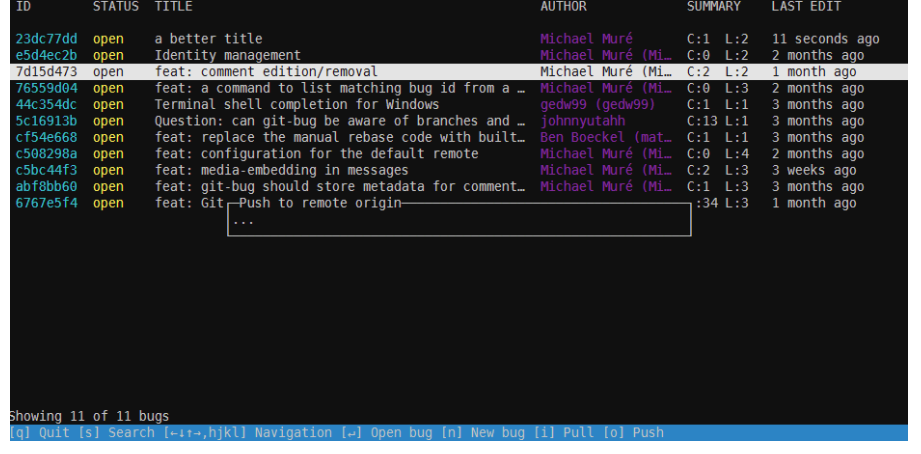 ID STATUS TITLE AUTHOR SUMMARY LAST EDIT
23dc77dd open a better title Michael Muré C:1 L:2 11 seconds ago
e5d4ec2b open Identity management Michael Muré (Mi… C:0 L:2 2 months ago
7d15d473 open feat: comment edition/removal Michael Muré (Mi… C:2 L:2 1 month ago
76559d04 open feat: a command to list matching bug id from a … Michael Muré (Mi… C:0 L:3 2 months ago
44c354dc open Terminal shell completion for Windows gedw99 (gedw99) C:1 L:1 3 months ago
5c16913b open Question: can git-bug be aware of branches and … johnnyutahh C:13 L:1 3 months ago
cf54e668 open feat: replace the manual rebase code with built… Ben Boeckel (mat… C:1 L:1 3 months ago
c508298a open feat: configuration for the default remote Michael Muré (Mi… C:0 L:4 2 months ago
c5bc44f3 open feat: media-embedding in messages Michael Muré (Mi… C:2 L:3 3 weeks ago
abf8bb60 open feat: git-bug should store metadata for comment… Michael Muré (Mi… C:1 L:3 3 months ago
6767e5f4 open feat: Git Push to remote origin :34 L:3 1 month ago
...
Showing 11 of 11 bugs
[q] Quit [s] Search [←↓↑→,hjkl] Navigation [↵] Open bug [n] New bug [i] Pull [o] Push